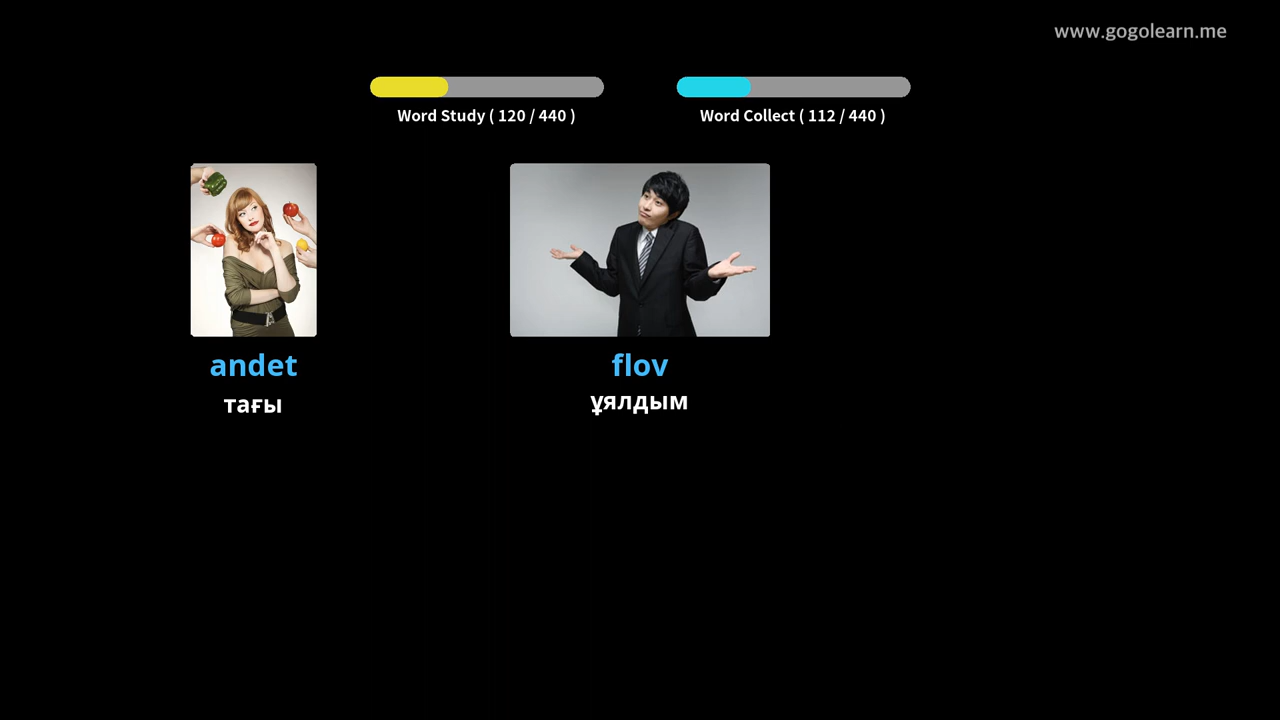 www.gogolearn.me
Word Study ( 120 / 440 )
Word Collect ( 112 / 440 )
andet
тағы
flov
ұялдым